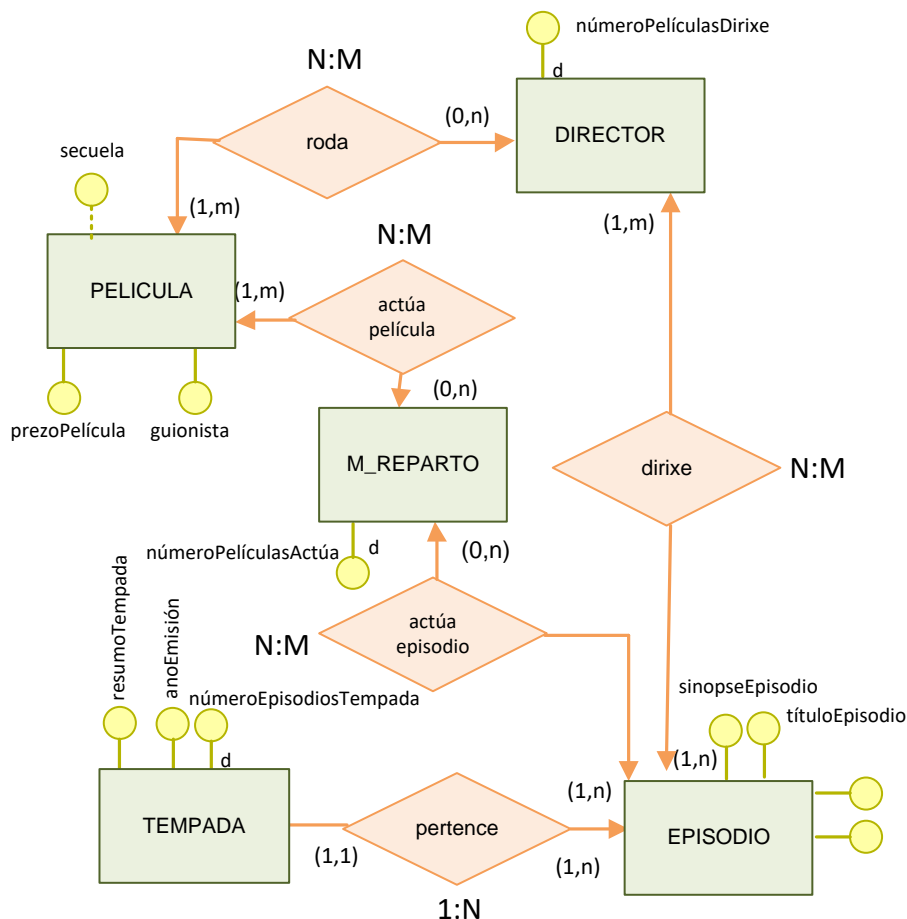 númeroPelículasDirixe
N:M
d
(0,n)
DIRECTOR
roda
secuela
(1,m)
N:M
(1,m)
PELICULA
(1,m)
actúa
película
(0,n)
prezoPelícula
guionista
M_REPARTO
dirixe
N:M
númeroPelículasActúa
d
(0,n)
resumoTempada
anoEmisión
N:M
actúa
episodio
númeroEpisodiosTempada
sinopseEpisodio
títuloEpisodio
d
(1,n)
(1,n)
TEMPADA
pertence
EPISODIO
(1,1)
(1,n)
1:N